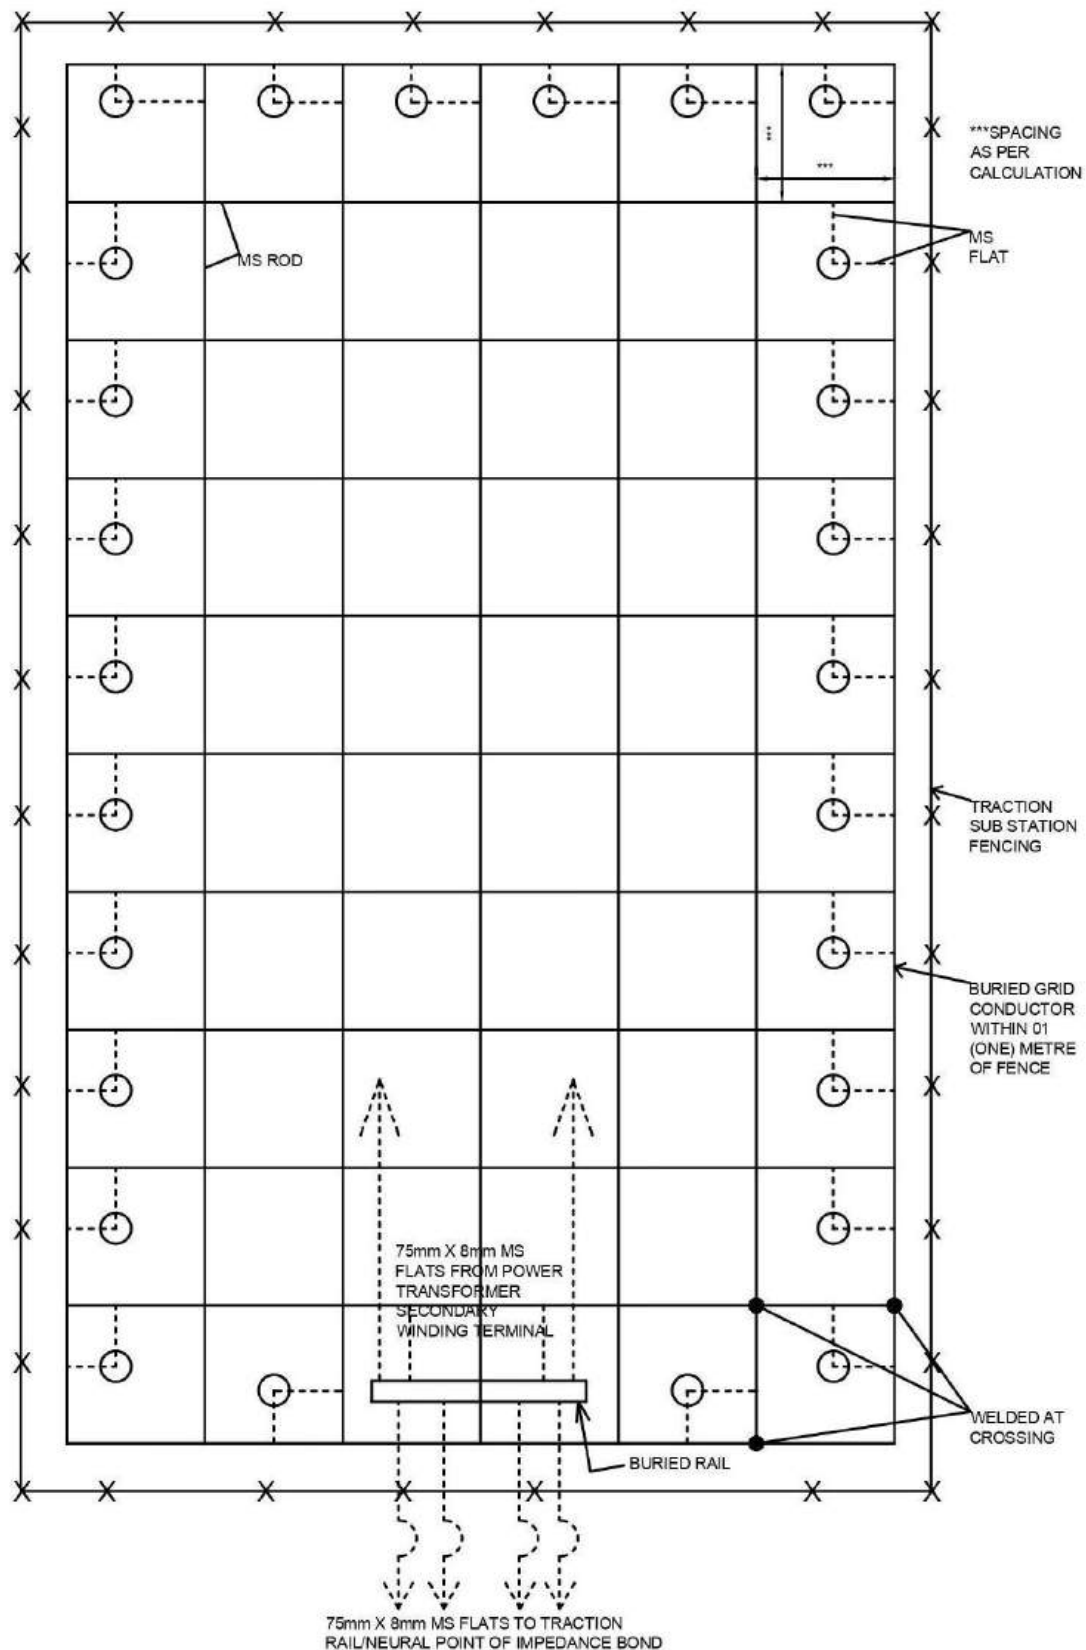 ***SPACING
AS PER
CALCULATION
***
***
MS ROD
MS
FLAT
TRACTION
SUB STATION
FENCING
BURIED GRID
CONDUCTOR
WITHIN 01
(ONE) METRE
OF FENCE
75mm X 8mm MS
FLATS FROM POWER
TRANSFORMER
SECONDARY
WINDING TERMINAL
WELDED AT
CROSSING
BURIED RAIL
75mm X 8mm MS FLATS TO TRACTION
RAIL/NEURAL POINT OF IMPEDANCE BOND